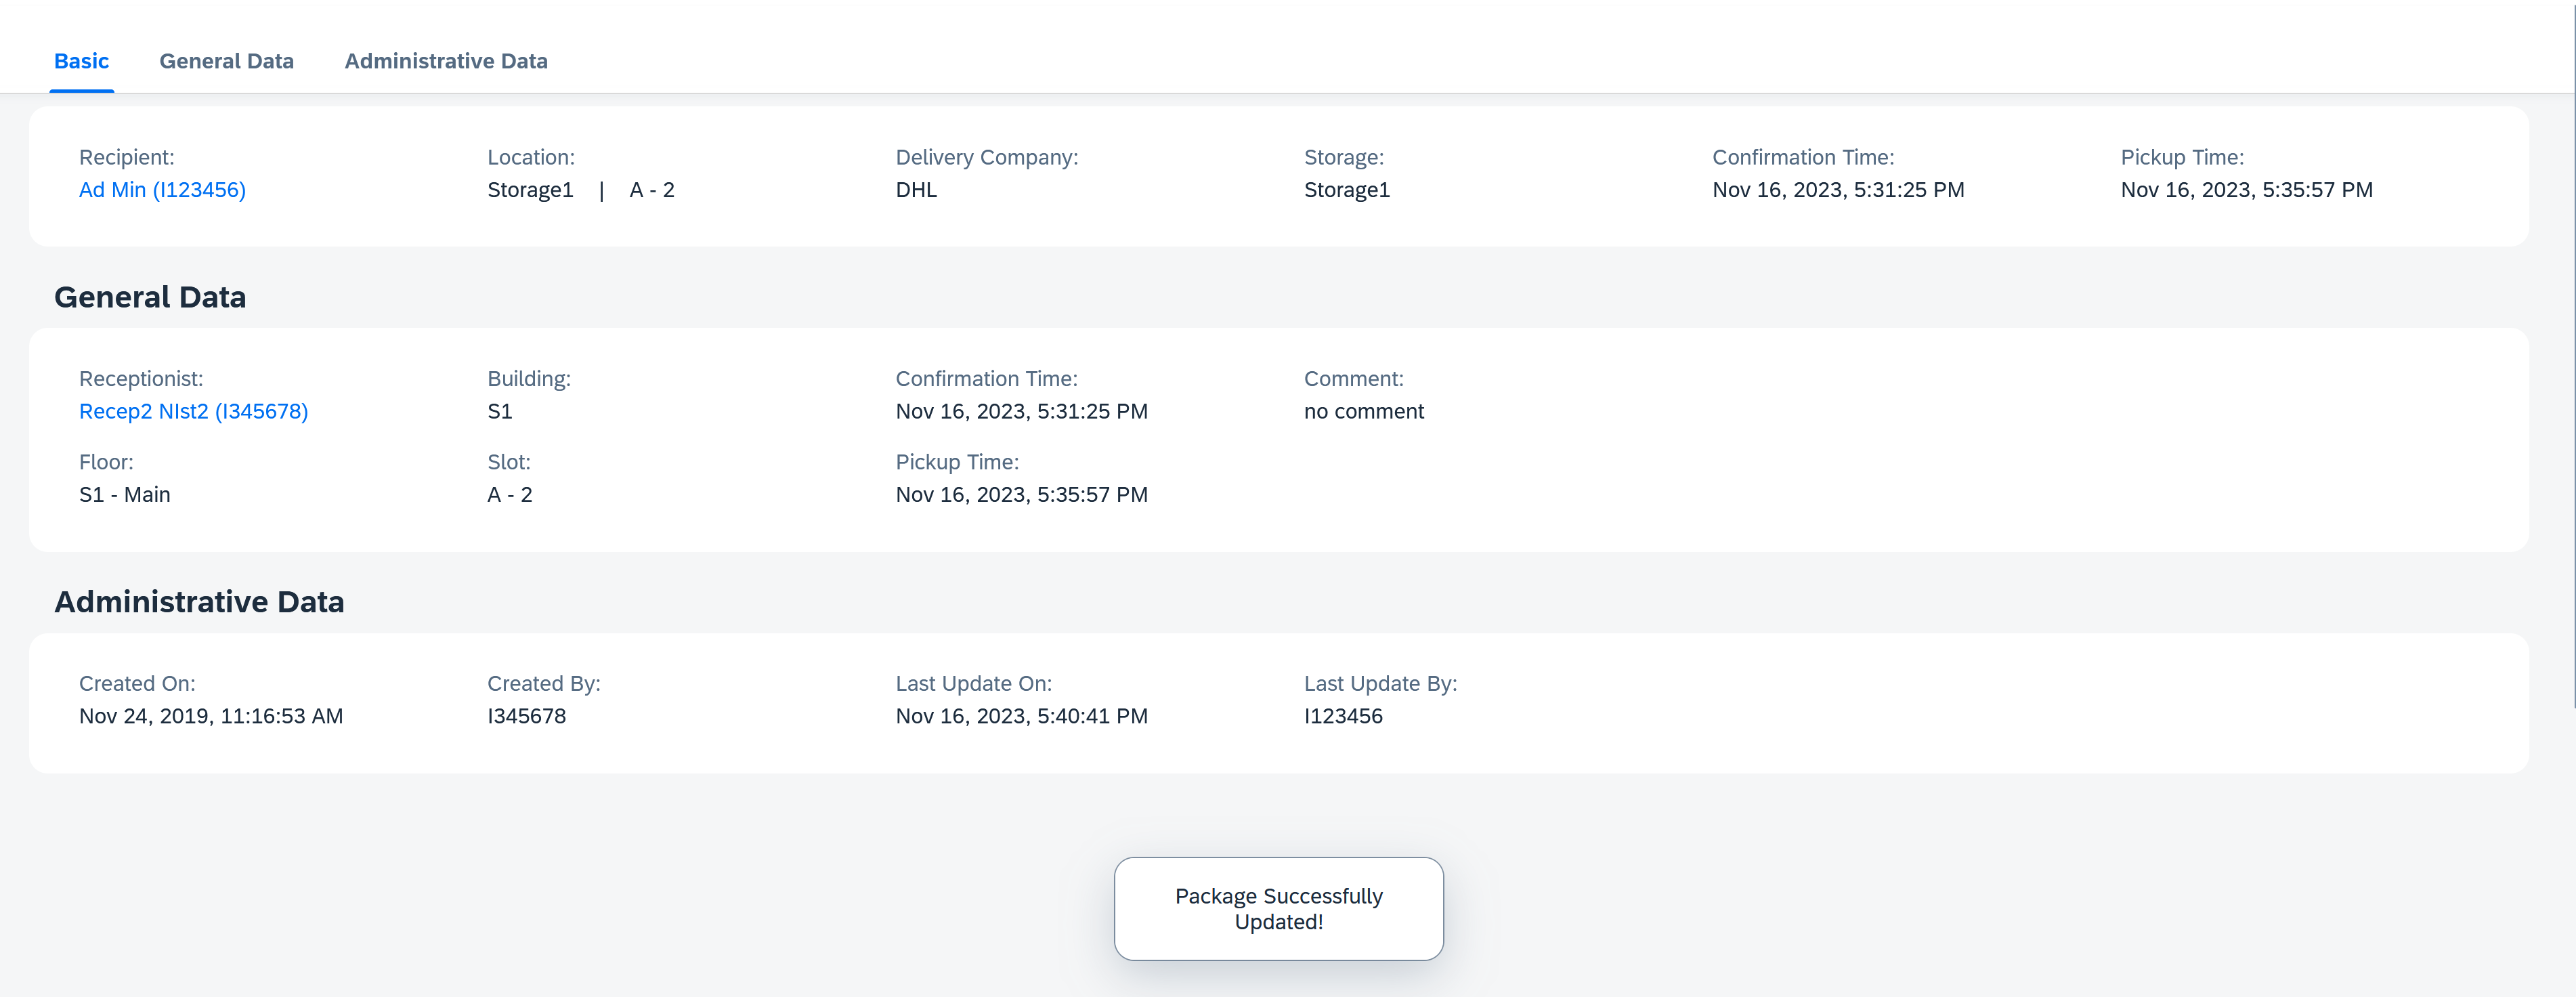 Basic General Data Administrative Data
Recipient: Location: Delivery Company: Storage: Confirmation Time: Pickup Time:
Ad Min (I123456) Storage1 | A - 2 DHL Storage1 Nov 16, 2023, 5:31:25 PM Nov 16, 2023, 5:35:57 PM
General Data
Receptionist: Building: Confirmation Time: Comment:
Recep2 NIst2 (I345678) S1 Nov 16, 2023, 5:31:25 PM no comment
Floor: Slot: Pickup Time:
S1 - Main A - 2 Nov 16, 2023, 5:35:57 PM
Administrative Data
Created On: Created By: Last Update On: Last Update By:
Nov 24, 2019, 11:16:53 AM I345678 Nov 16, 2023, 5:40:41 PM I123456
Package Successfully
Updated!